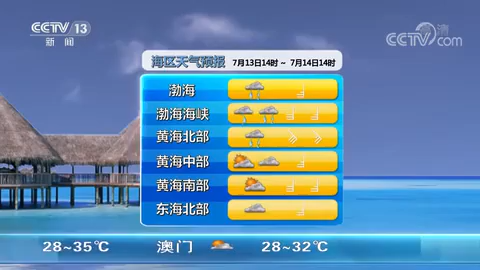 CCTV 13
新闻
CCTV.com
海区天气预报 7月13日14时 ~ 7月14日14时
渤海
渤海海峡
黄海北部
黄海中部
黄海南部
东海北部
28~35℃ 澳门 28~32℃